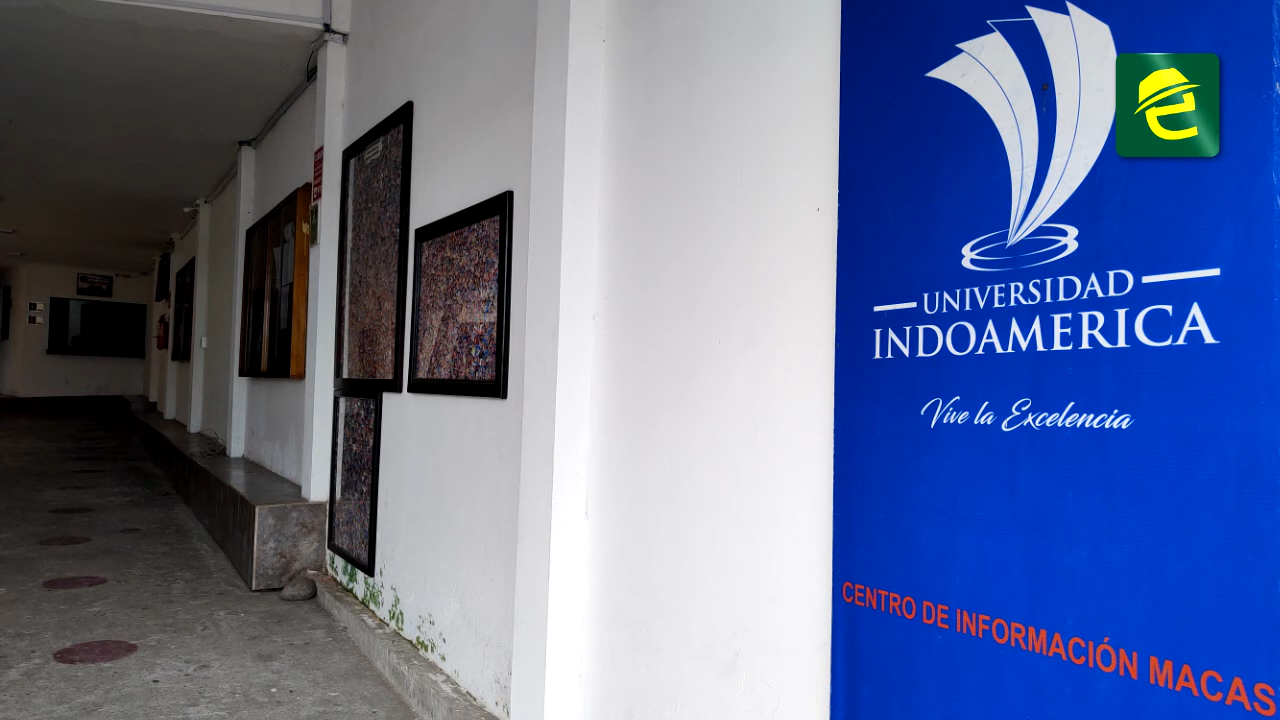 UNIVERSIDAD
INDOAMERICA
Vive la Excelencia
CENTRO DE INFORMACIÓN MACAS